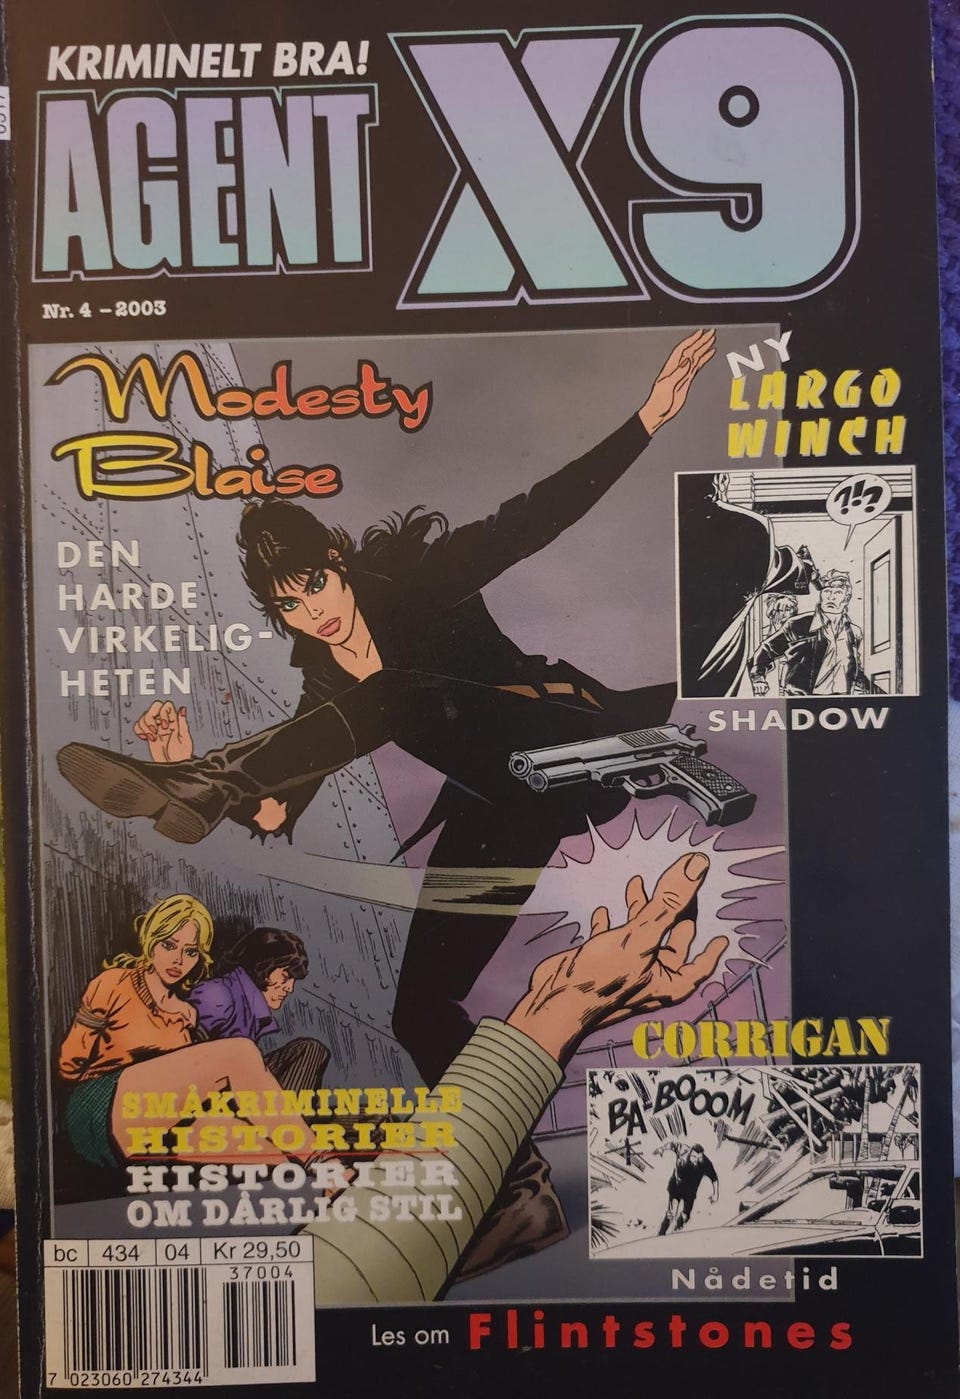 KRIMINELT BRA!
AGENT X9
Nr. 4 – 2003
Modesty
Blaise
DEN
HARDE
VIRKELIG-
HETEN
NY
LARGO
WINCH
?!?
SHADOW
CORRIGAN
BA-BOOOM
Nådetid
SMÅKRIMINELLE
HISTORIER
HISTORIER
OM DÅRLIG STIL
bc 434 04 Kr 29,50
37004
7 023060 274344
Les om Flintstones